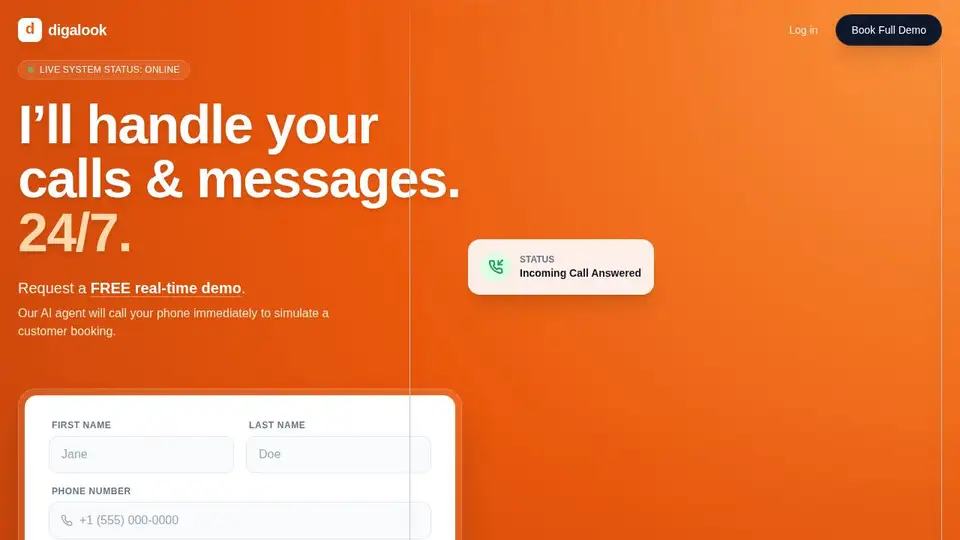 d digalook
Log in
Book Full Demo
LIVE SYSTEM STATUS: ONLINE
I’ll handle your
calls & messages.
24/7.
STATUS
Incoming Call Answered
Request a FREE real-time demo.
Our AI agent will call your phone immediately to simulate a
customer booking.
FIRST NAME
LAST NAME
Jane
Doe
PHONE NUMBER
+1 (555) 000-0000